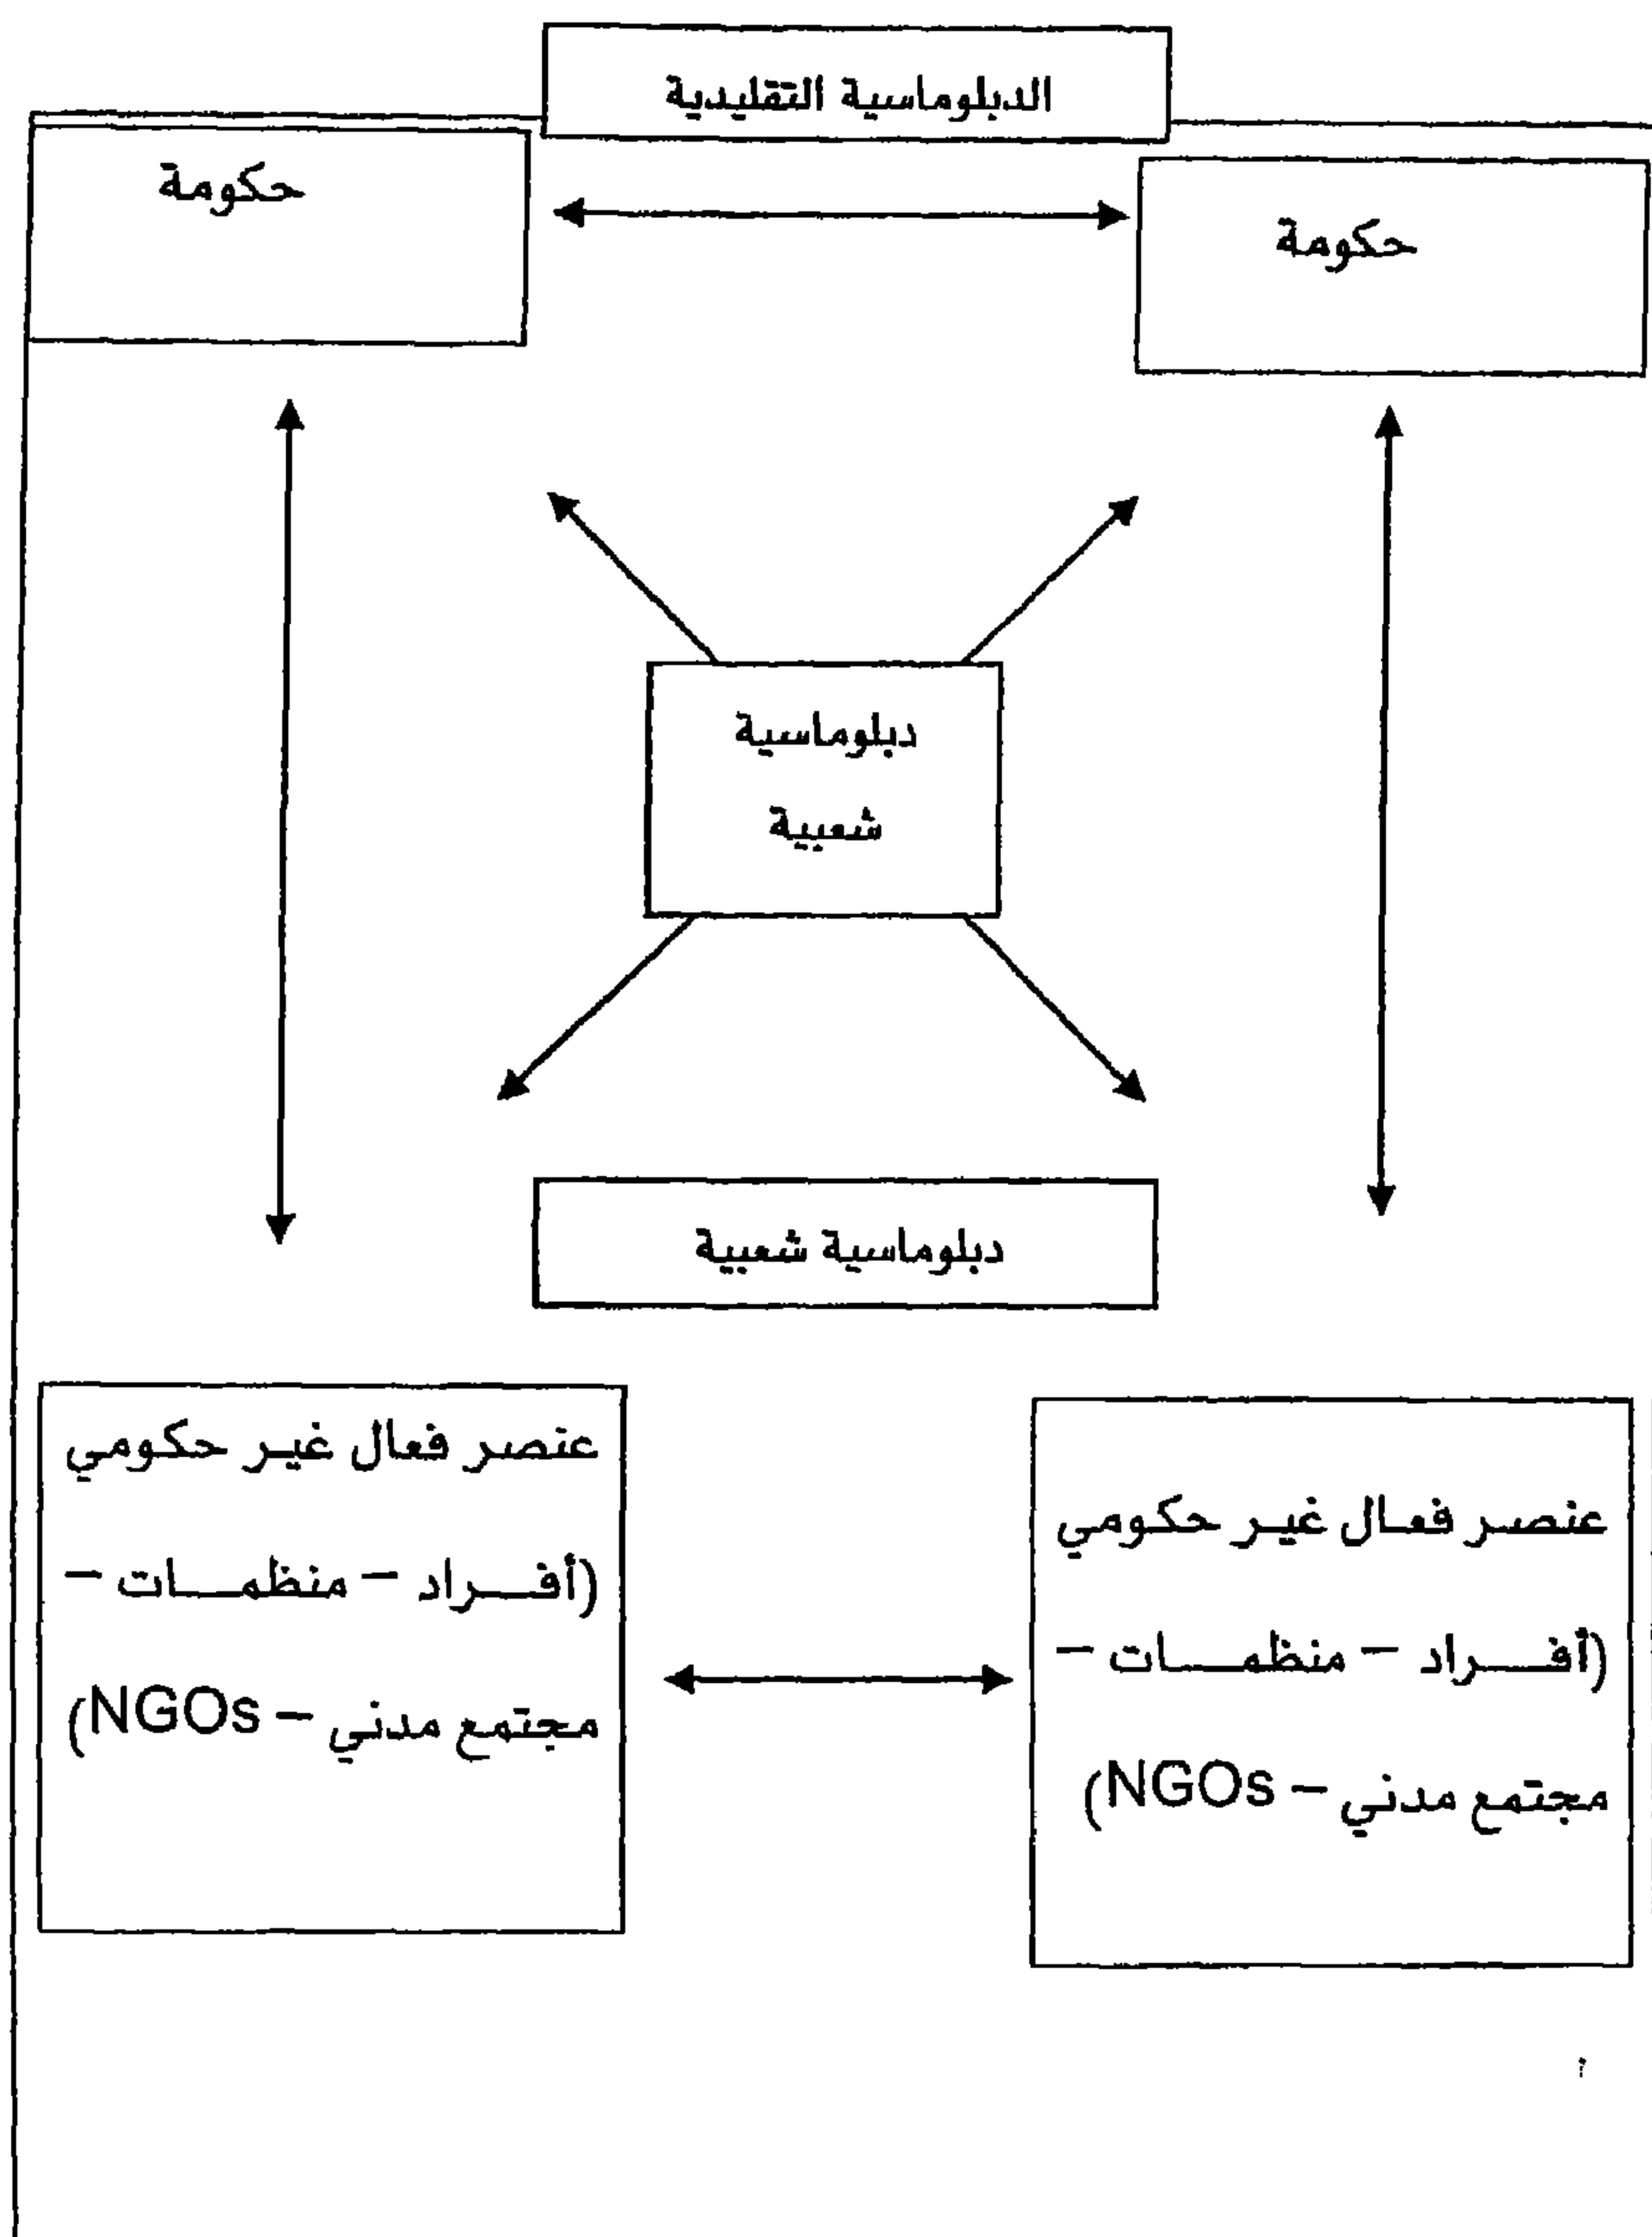 الدبلوماسية التقليدية
حكومة
حكومة
دبلوماسية
شعبية
دبلوماسية شعبية
عنصر فعال غير حكومي
(أفراد – منظمات –
مجتمع مدني – NGOs)
عنصر فعال غير حكومي
(أفراد – منظمات –
مجتمع مدني – NGOs)